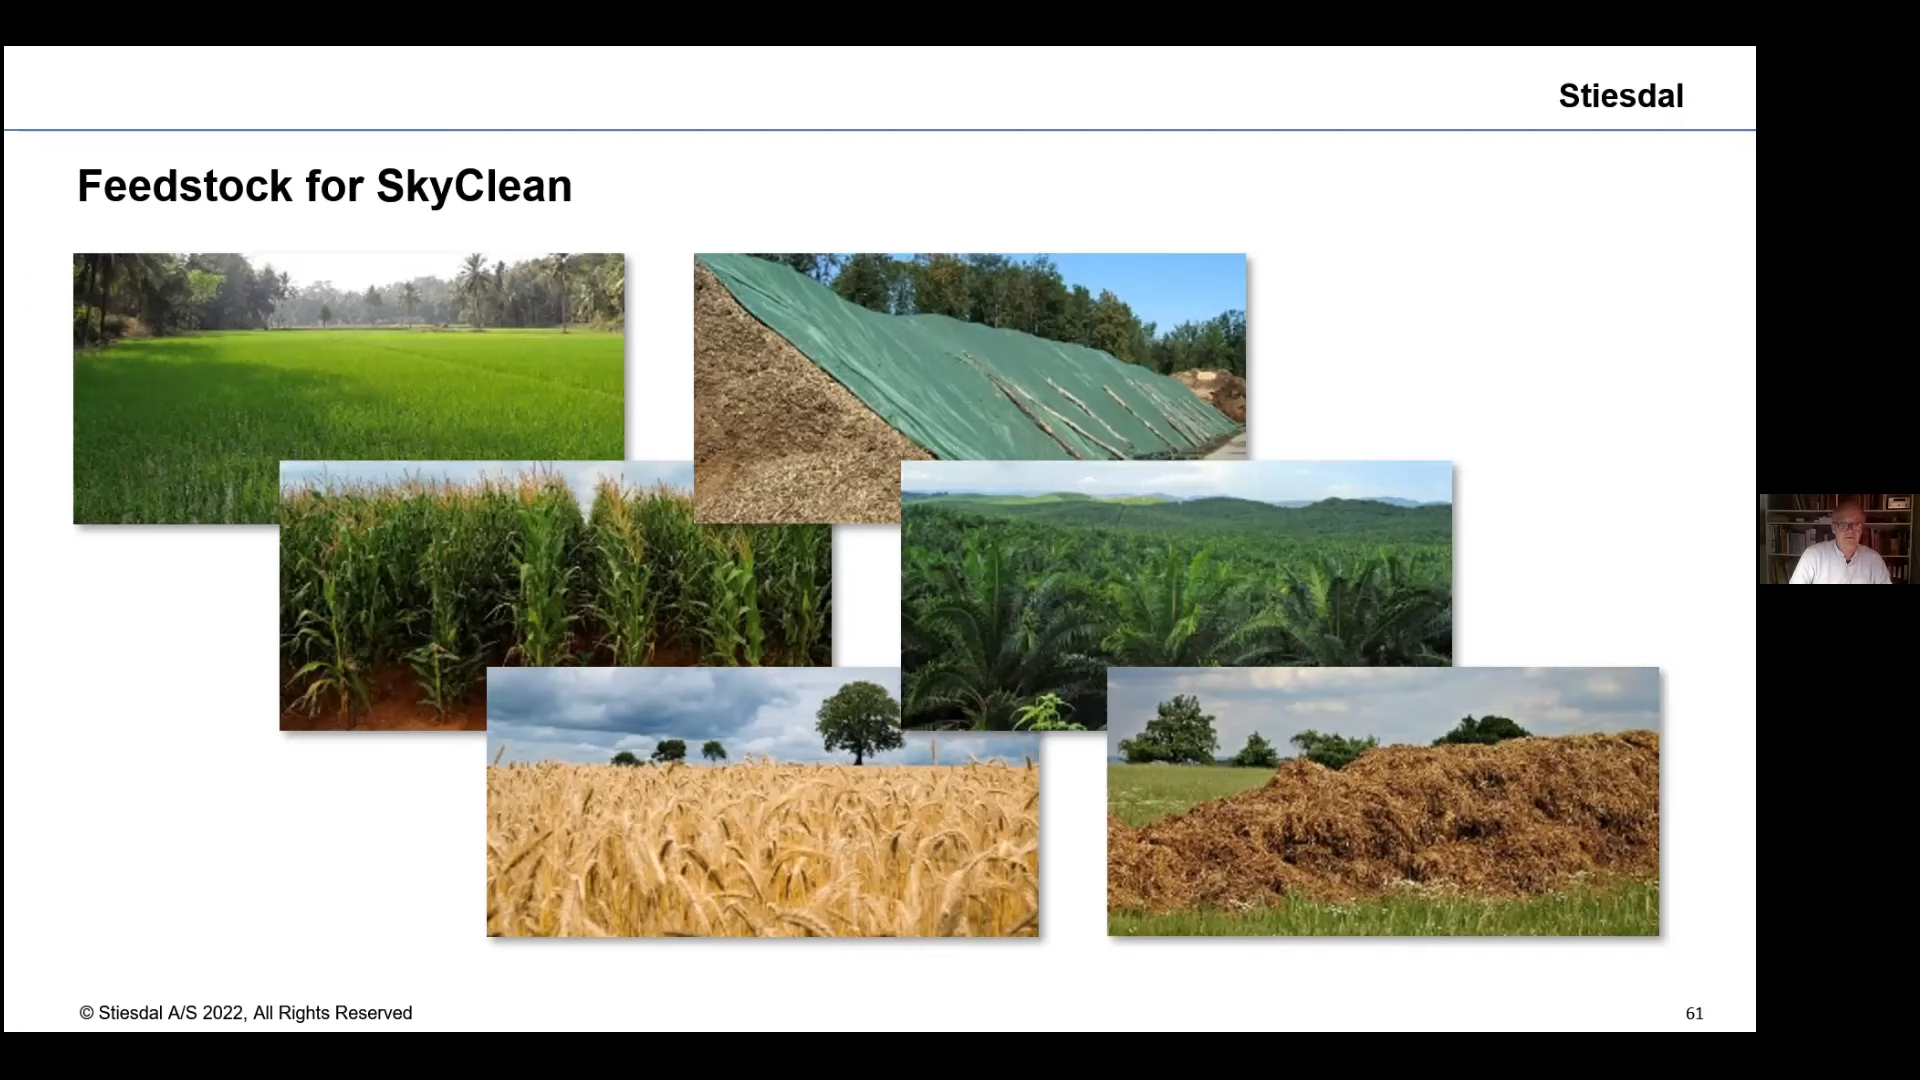 Stiesdal
Feedstock for SkyClean
© Stiesdal A/S 2022, All Rights Reserved
61